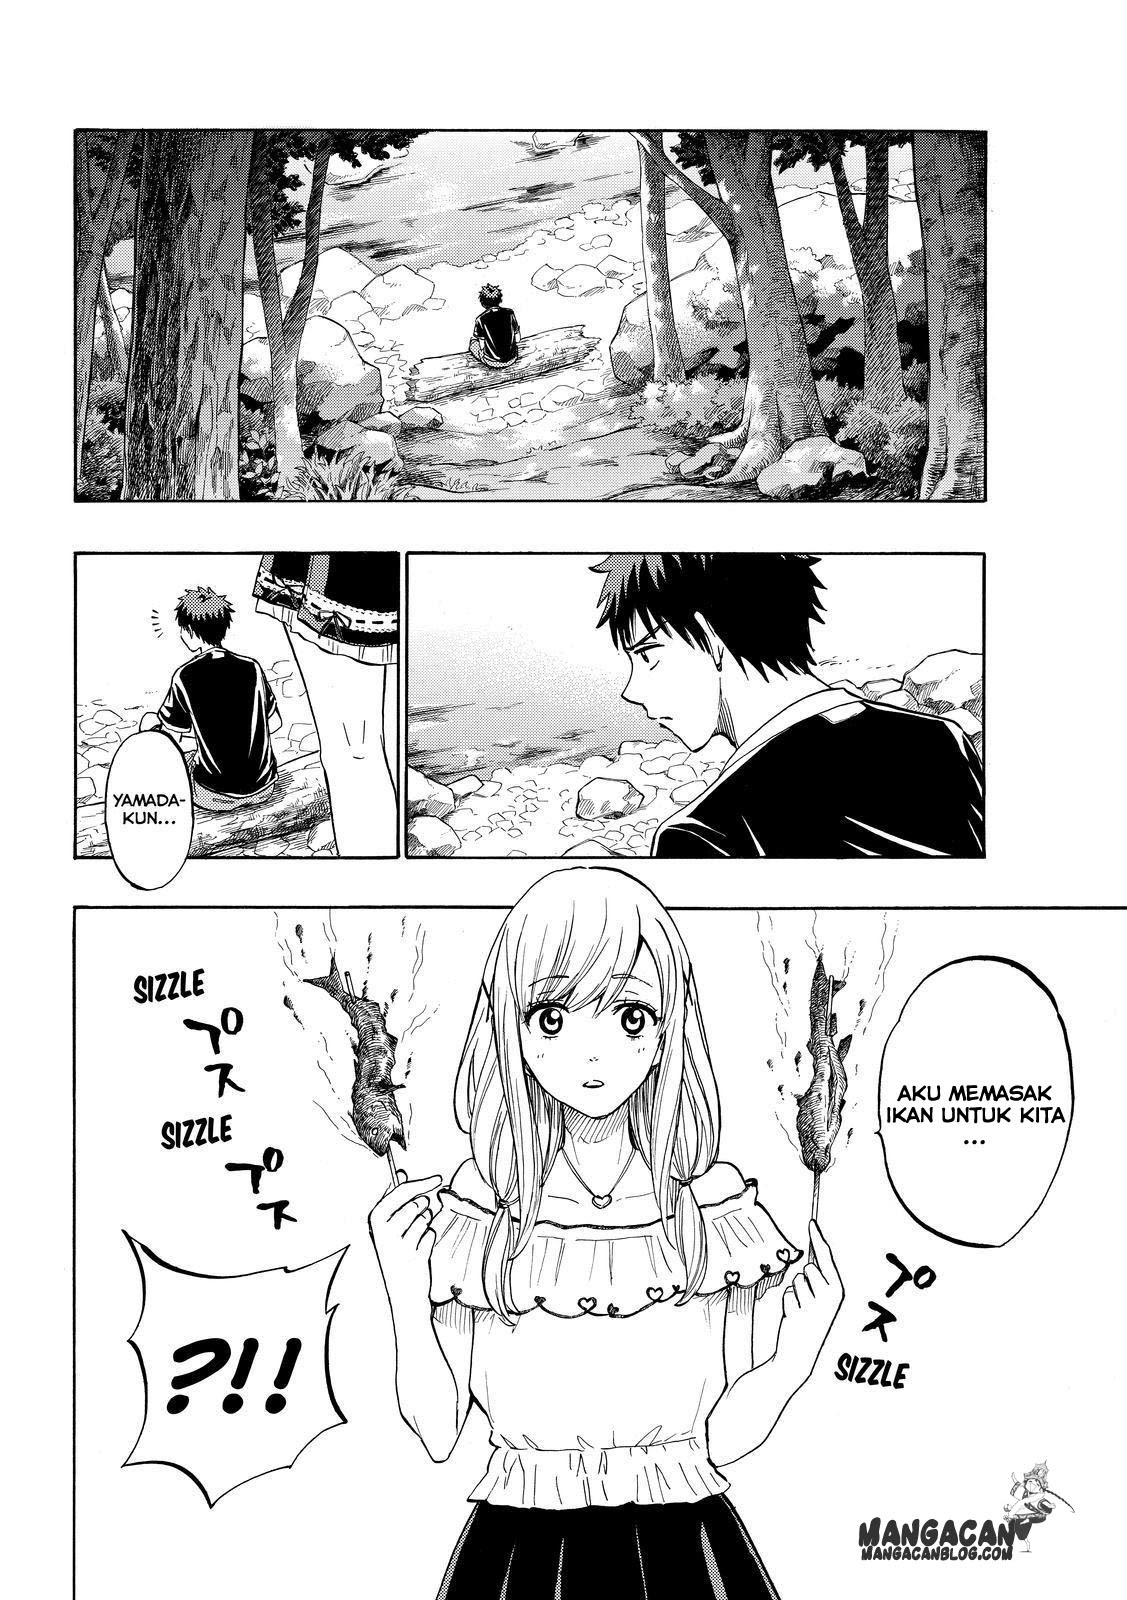 YAMADA-
KUN...
AKU MEMASAK
IKAN UNTUK KITA
...
SIZZLE
プス
SIZZLE
プス
プス
SIZZLE
?!!
MANGACAN
MANGACANBLOG.COM